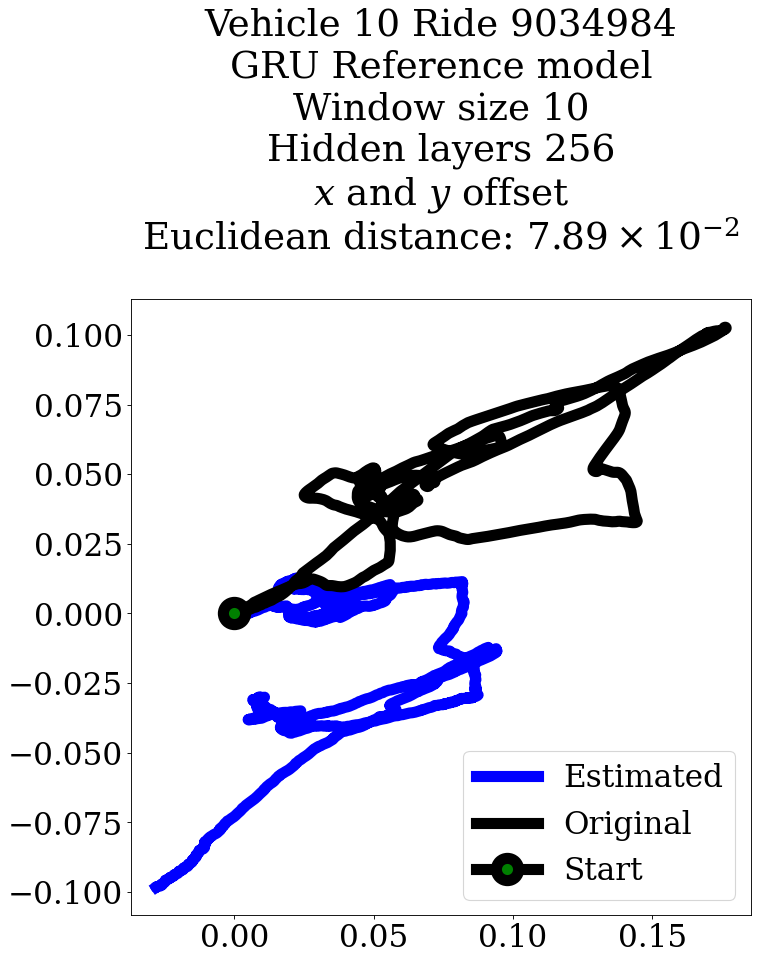 Vehicle 10 Ride 9034984
GRU Reference model
Window size 10
Hidden layers 256
x and y offset
Euclidean distance: 7.89 × 10⁻²
0.100
0.075
0.050
0.025
0.000
−0.025
−0.050
−0.075
−0.100
Estimated
Original
Start
0.00 0.05 0.10 0.15